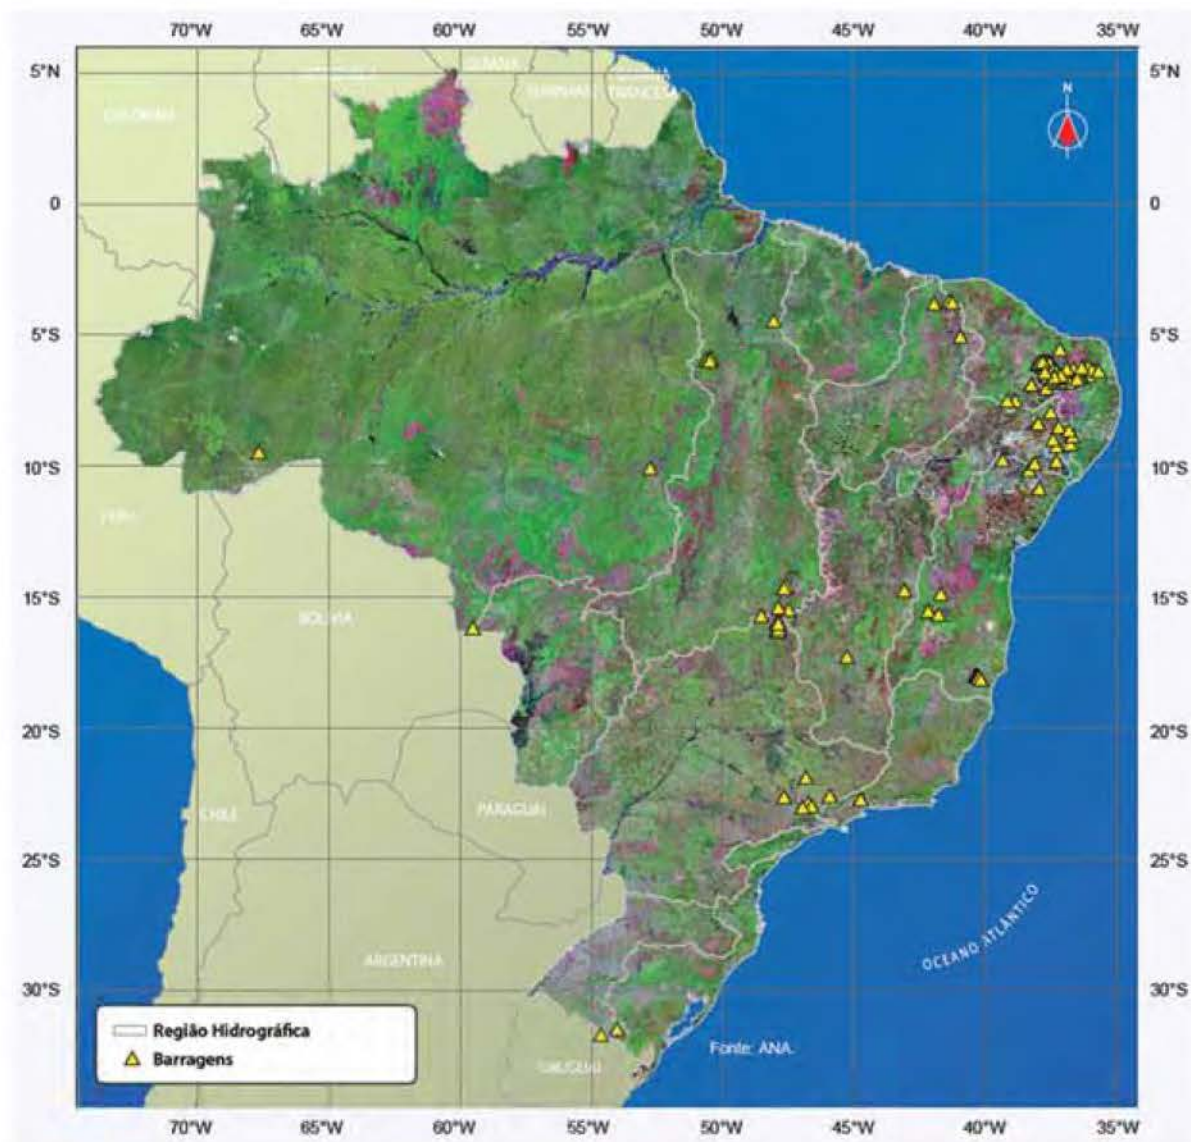 70°W 65°W 60°W 55°W 50°W 45°W 40°W 35°W
5°N 5°N
GUIANA
SURINAME
FRANCESA
COLÔMBIA
N
0 0
5°S 5°S
10°S 10°S
PERU
15°S 15°S
BOLÍVIA
20°S 20°S
CHILE
PARAGUAI
25°S 25°S
OCEANO ATLÂNTICO
ARGENTINA
30°S 30°S
Região Hidrográfica
Barragens
Fonte: ANA.
URUGUAI
70°W 65°W 60°W 55°W 50°W 45°W 40°W 35°W